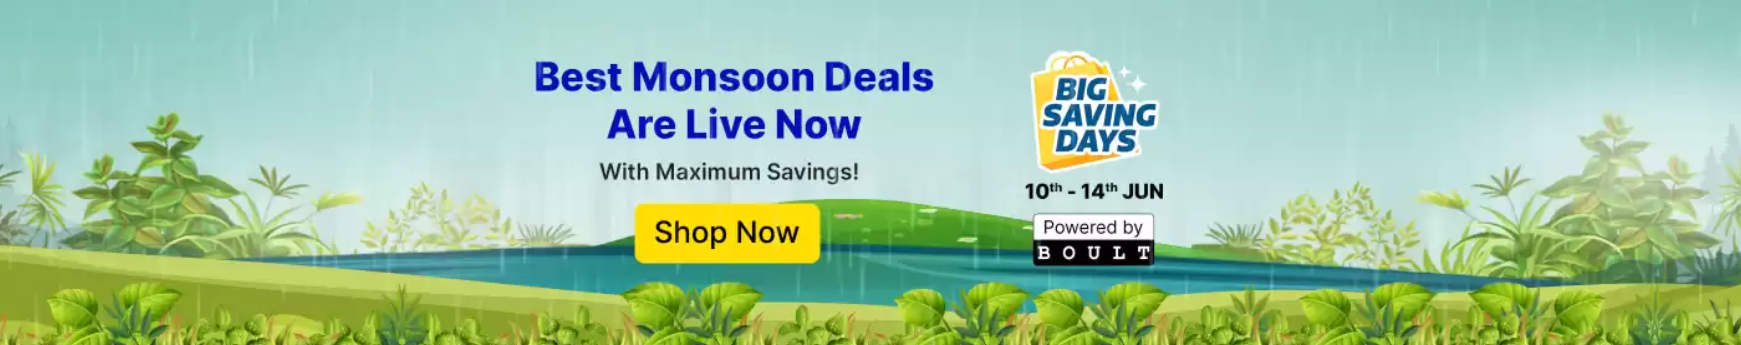 Best Monsoon Deals
Are Live Now
With Maximum Savings!
Shop Now
BIG
SAVING
DAYS
10th - 14th JUN
Powered by
BOULT